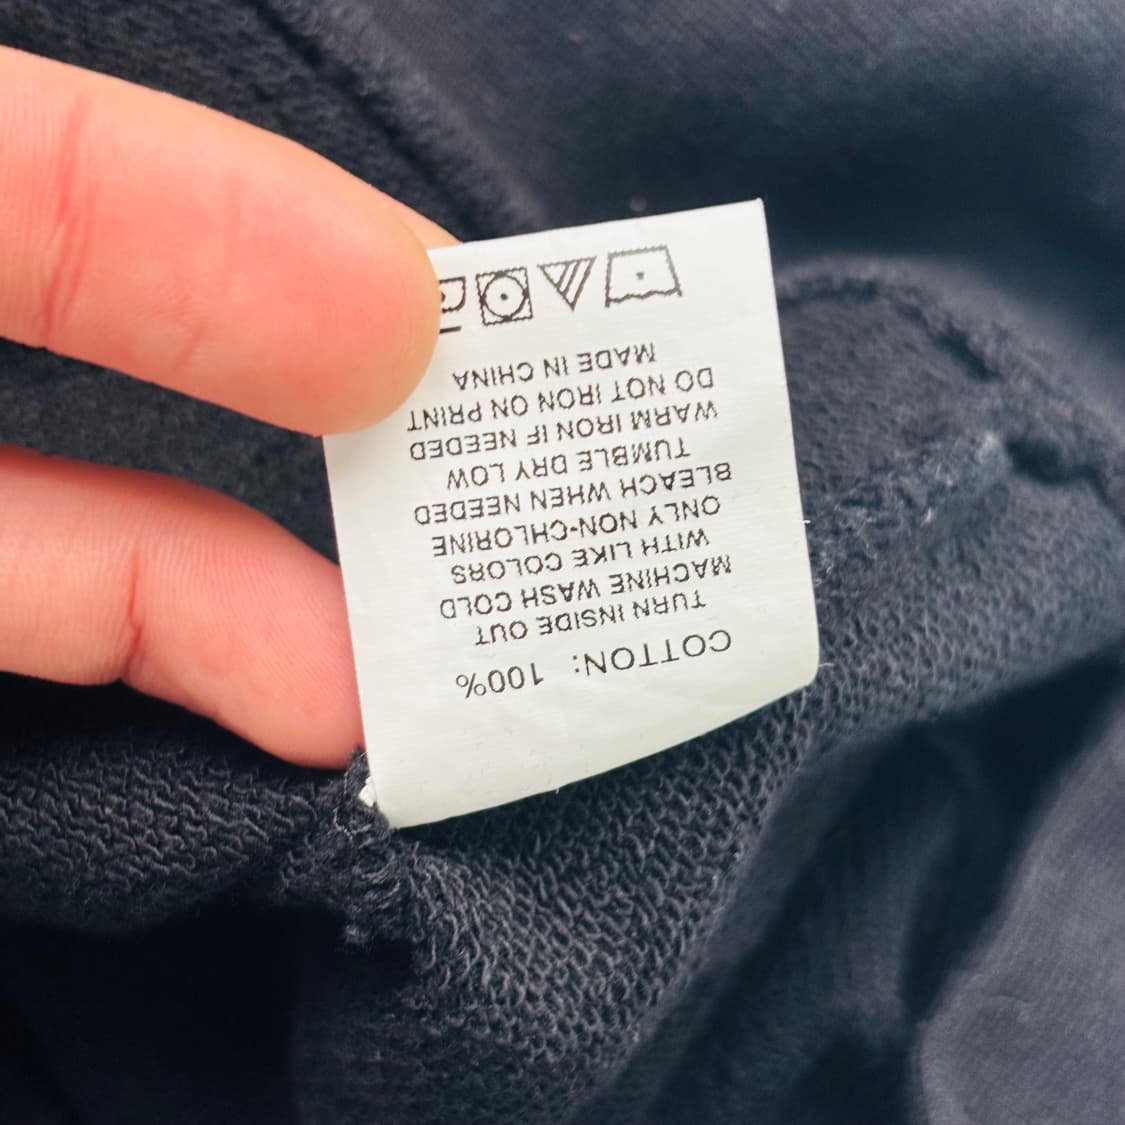 COTTON: 100%
TURN INSIDE OUT
MACHINE WASH COLD
WITH LIKE COLORS
ONLY NON-CHLORINE
BLEACH WHEN NEEDED
TUMBLE DRY LOW
WARM IRON IF NEEDED
DO NOT IRON ON PRINT
MADE IN CHINA